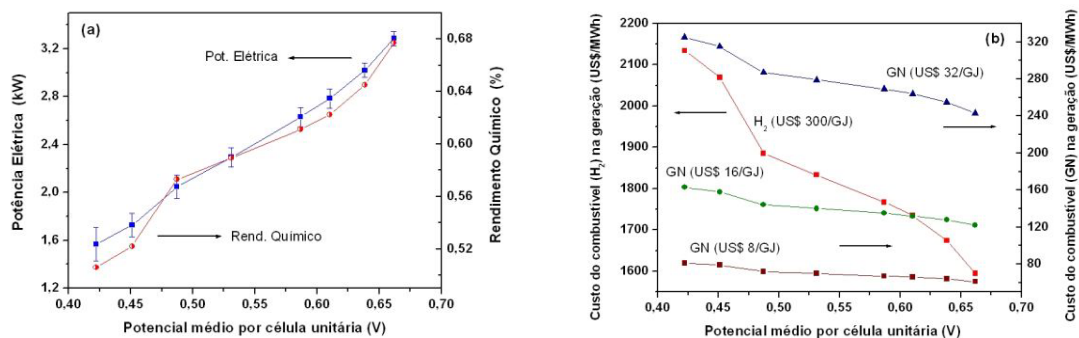 (a)
Pot. Elétrica
Rend. Químico
Potência Elétrica (kW)
3,2
2,8
2,4
2,0
1,6
1,2
Rendimento Químico (%)
0,68
0,64
0,60
0,56
0,52
0,40 0,45 0,50 0,55 0,60 0,65 0,70
Potencial médio por célula unitária (V)
(b)
GN (US$ 32/GJ)
H₂ (US$ 300/GJ)
GN (US$ 16/GJ)
GN (US$ 8/GJ)
Custo do combustível (H₂) na geração (US$/MWh)
2200
2100
2000
1900
1800
1700
1600
Custo do combustível (GN) na geração (US$/MWh)
320
280
240
200
160
120
80
0,40 0,45 0,50 0,55 0,60 0,65 0,70
Potencial médio por célula unitária (V)